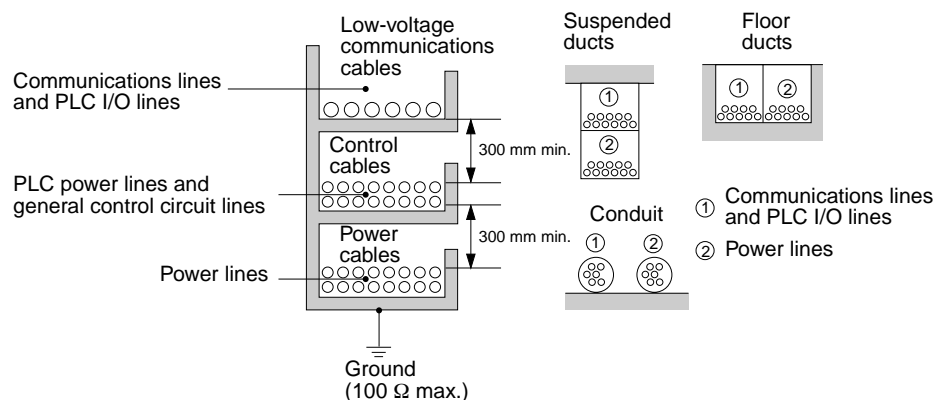 Low-voltage
communications
cables
Communications lines
and PLC I/O lines
Control
cables
300 mm min.
PLC power lines and
general control circuit lines
Power
cables
300 mm min.
Power lines
Ground
(100 Ω max.)
Suspended
ducts
①
②
Floor
ducts
① ②
Conduit
① ②
① Communications lines
and PLC I/O lines
② Power lines